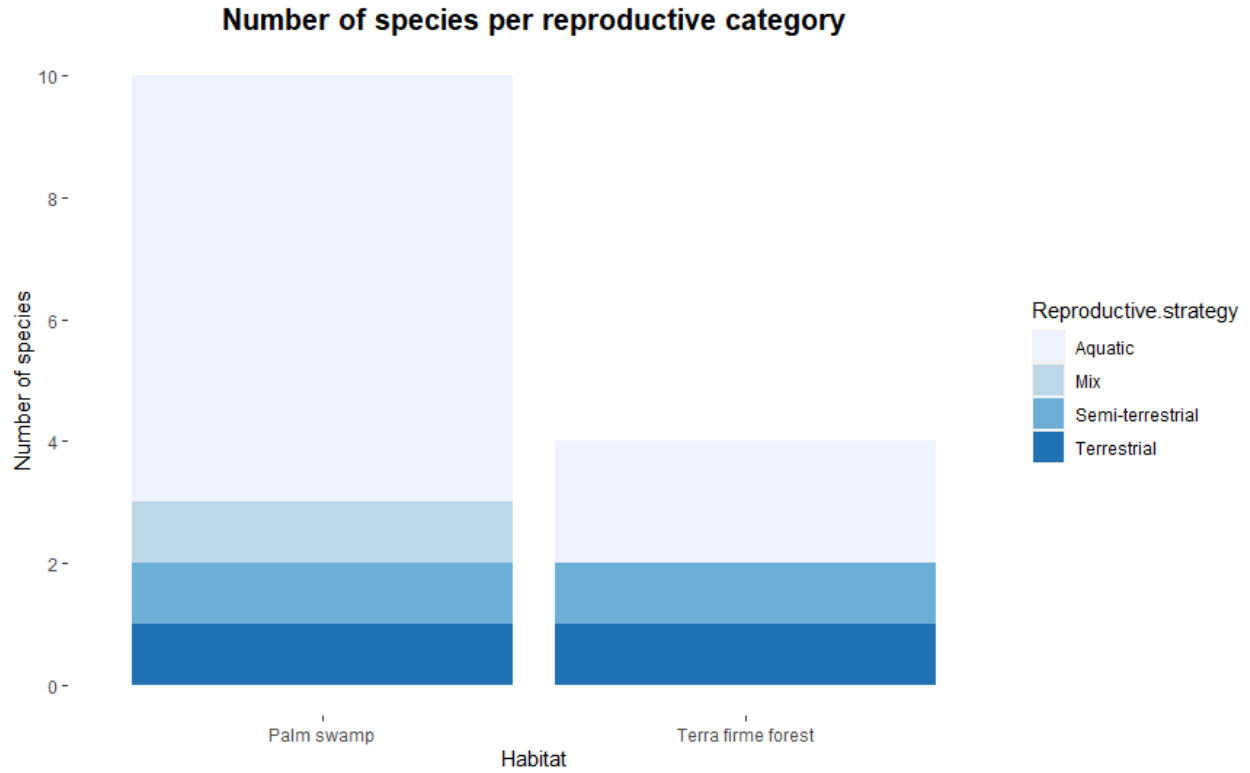 Number of species per reproductive category
10
8
6
4
2
0
Number of species
Palm swamp
Terra firme forest
Habitat
Reproductive.strategy
Aquatic
Mix
Semi-terrestrial
Terrestrial